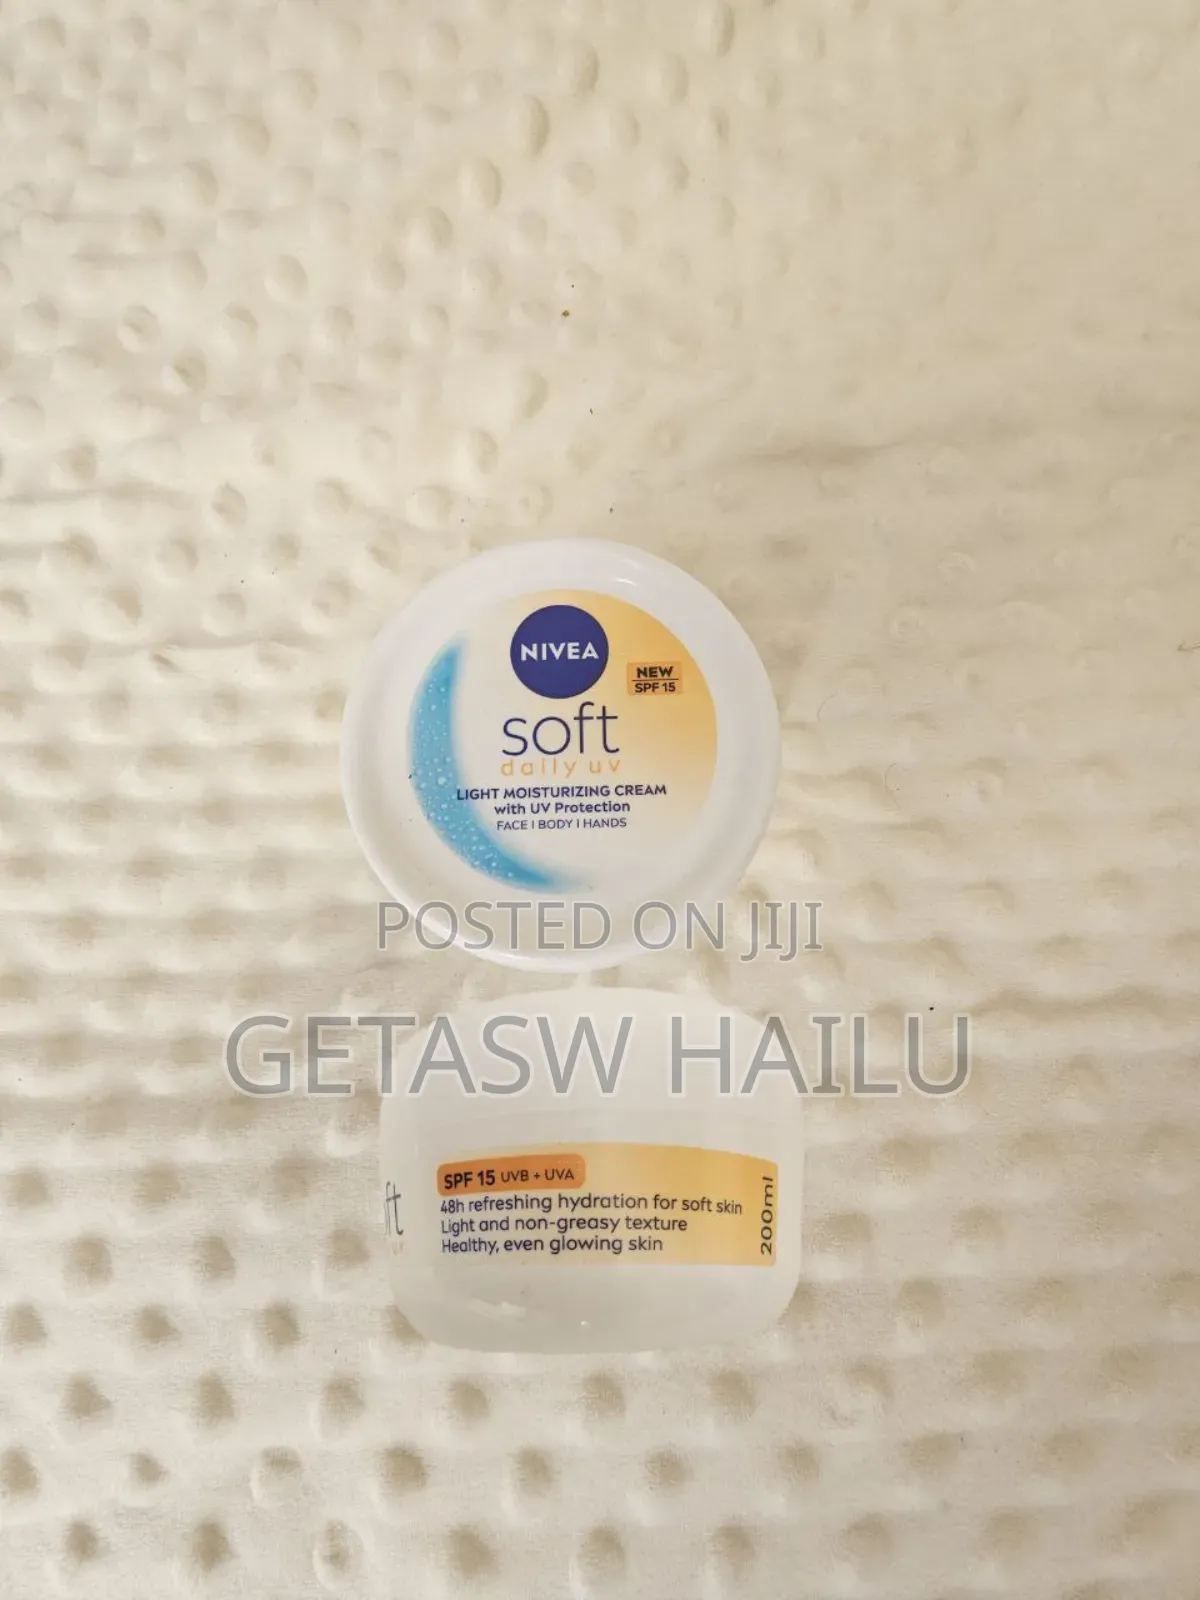 NIVEA
NEW
SPF 15
soft
daily uv
LIGHT MOISTURIZING CREAM
with UV Protection
FACE | BODY | HANDS
POSTED ON JIJI
GETASW HAILU
SPF 15 UVB + UVA
48h refreshing hydration for soft skin
Light and non-greasy texture
Healthy, even glowing skin
200ml
ft
uv